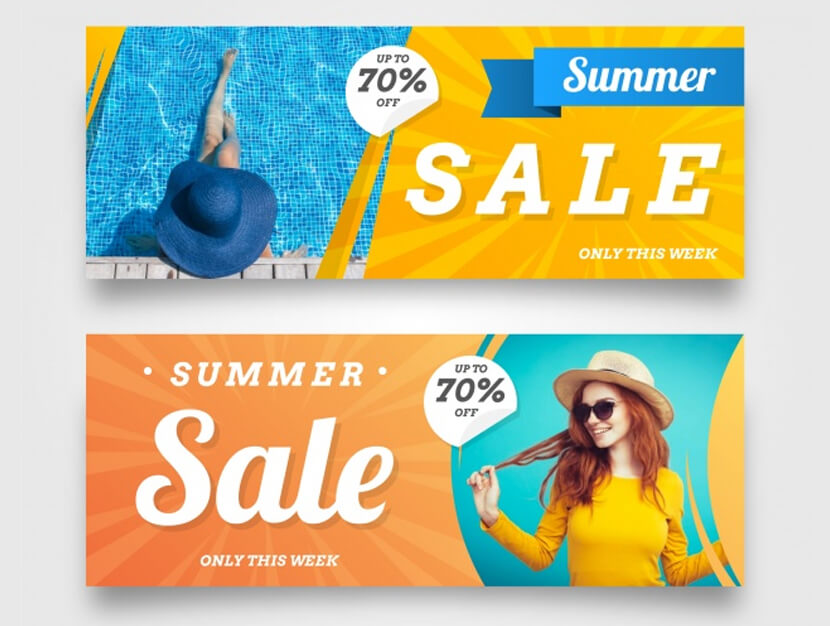 UP TO
70%
OFF
Summer
SALE
ONLY THIS WEEK
• SUMMER •
Sale
ONLY THIS WEEK
UP TO
70%
OFF